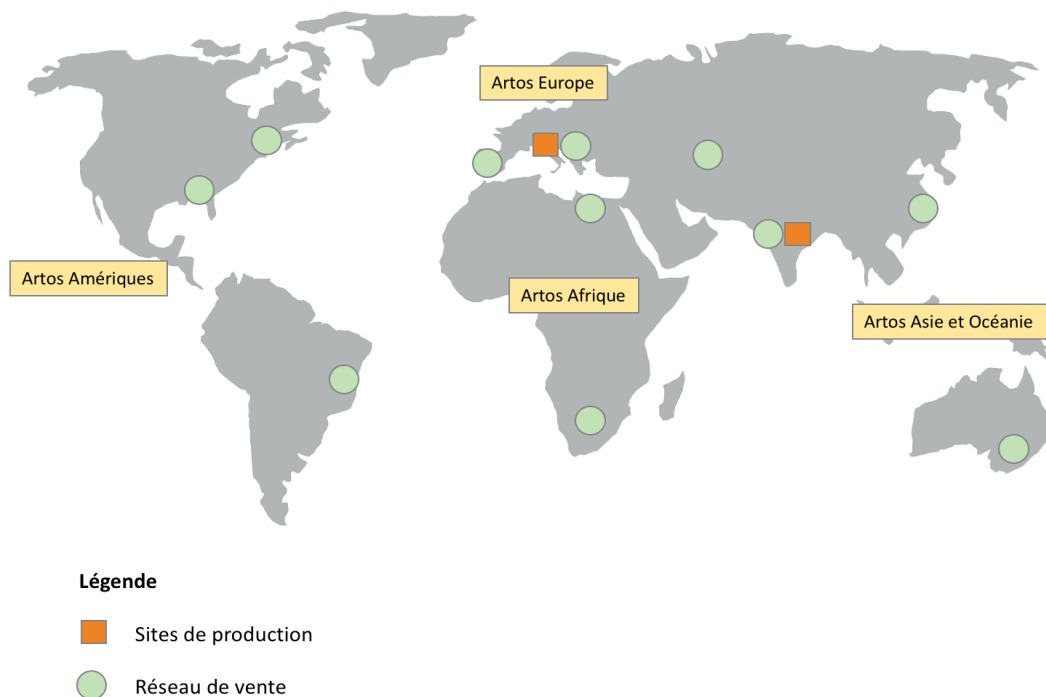 Artos Europe
Artos Amériques
Artos Afrique
Artos Asie et Océanie
Légende
Sites de production
Réseau de vente